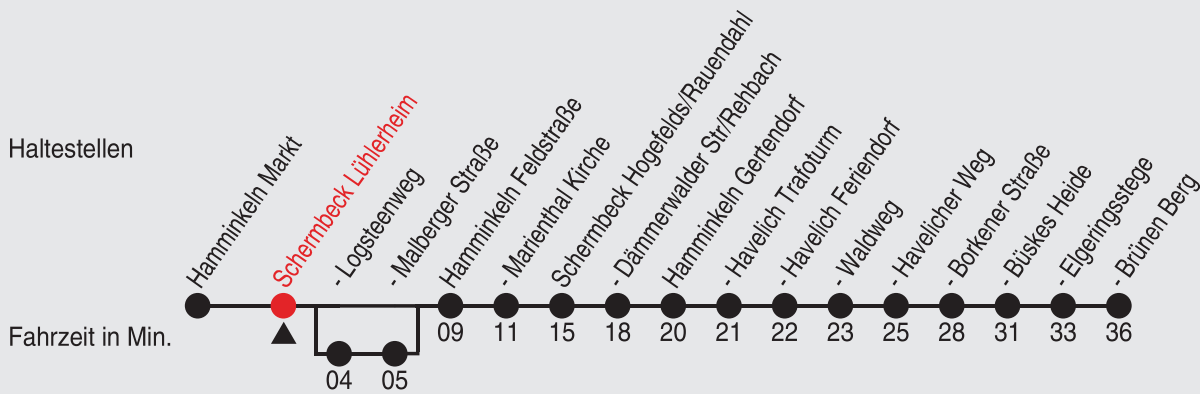 Haltestellen
Hamminkeln Markt
Schermbeck Lühlerheim
- Logsteenweg
- Malberger Straße
Hamminkeln Feldstraße
- Marienthal Kirche
Schermbeck Hogefelds/Rauendahl
- Dämmerwalder Str/Rehbach
Hamminkeln Gertendorf
- Havelich Trafoturm
- Havelich Feriendorf
- Waldweg
- Havelicher Weg
- Borkener Straße
- Büskes Heide
- Elgeringsstege
- Brünen Berg
Fahrzeit in Min.
09 11 15 18 20 21 22 23 25 28 31 33 36
04 05